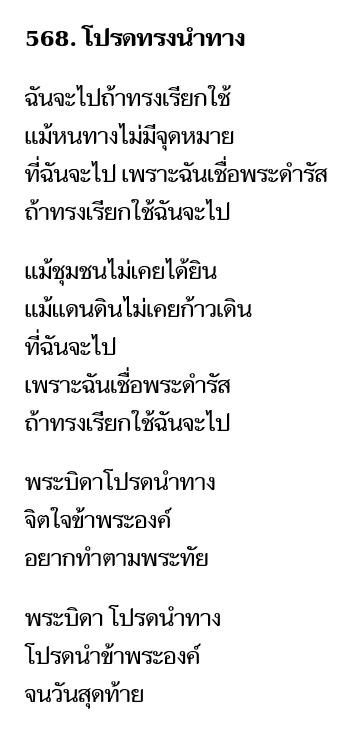 568. โปรดทรงนำทาง
ฉันจะไปถ้าทรงเรียกใช้
แม้หนทางไม่มีจุดหมาย
ที่ฉันจะไป เพราะฉันเชื่อพระดำรัส
ถ้าทรงเรียกใช้ฉันจะไป
แม้ชุมชนไม่เคยได้ยิน
แม้แดนดินไม่เคยก้าวเดิน
ที่ฉันจะไป
เพราะฉันเชื่อพระดำรัส
ถ้าทรงเรียกใช้ฉันจะไป
พระบิดาโปรดนำทาง
จิตใจข้าพระองค์
อยากทำตามพระทัย
พระบิดา โปรดนำทาง
โปรดนำข้าพระองค์
จนวันสุดท้าย